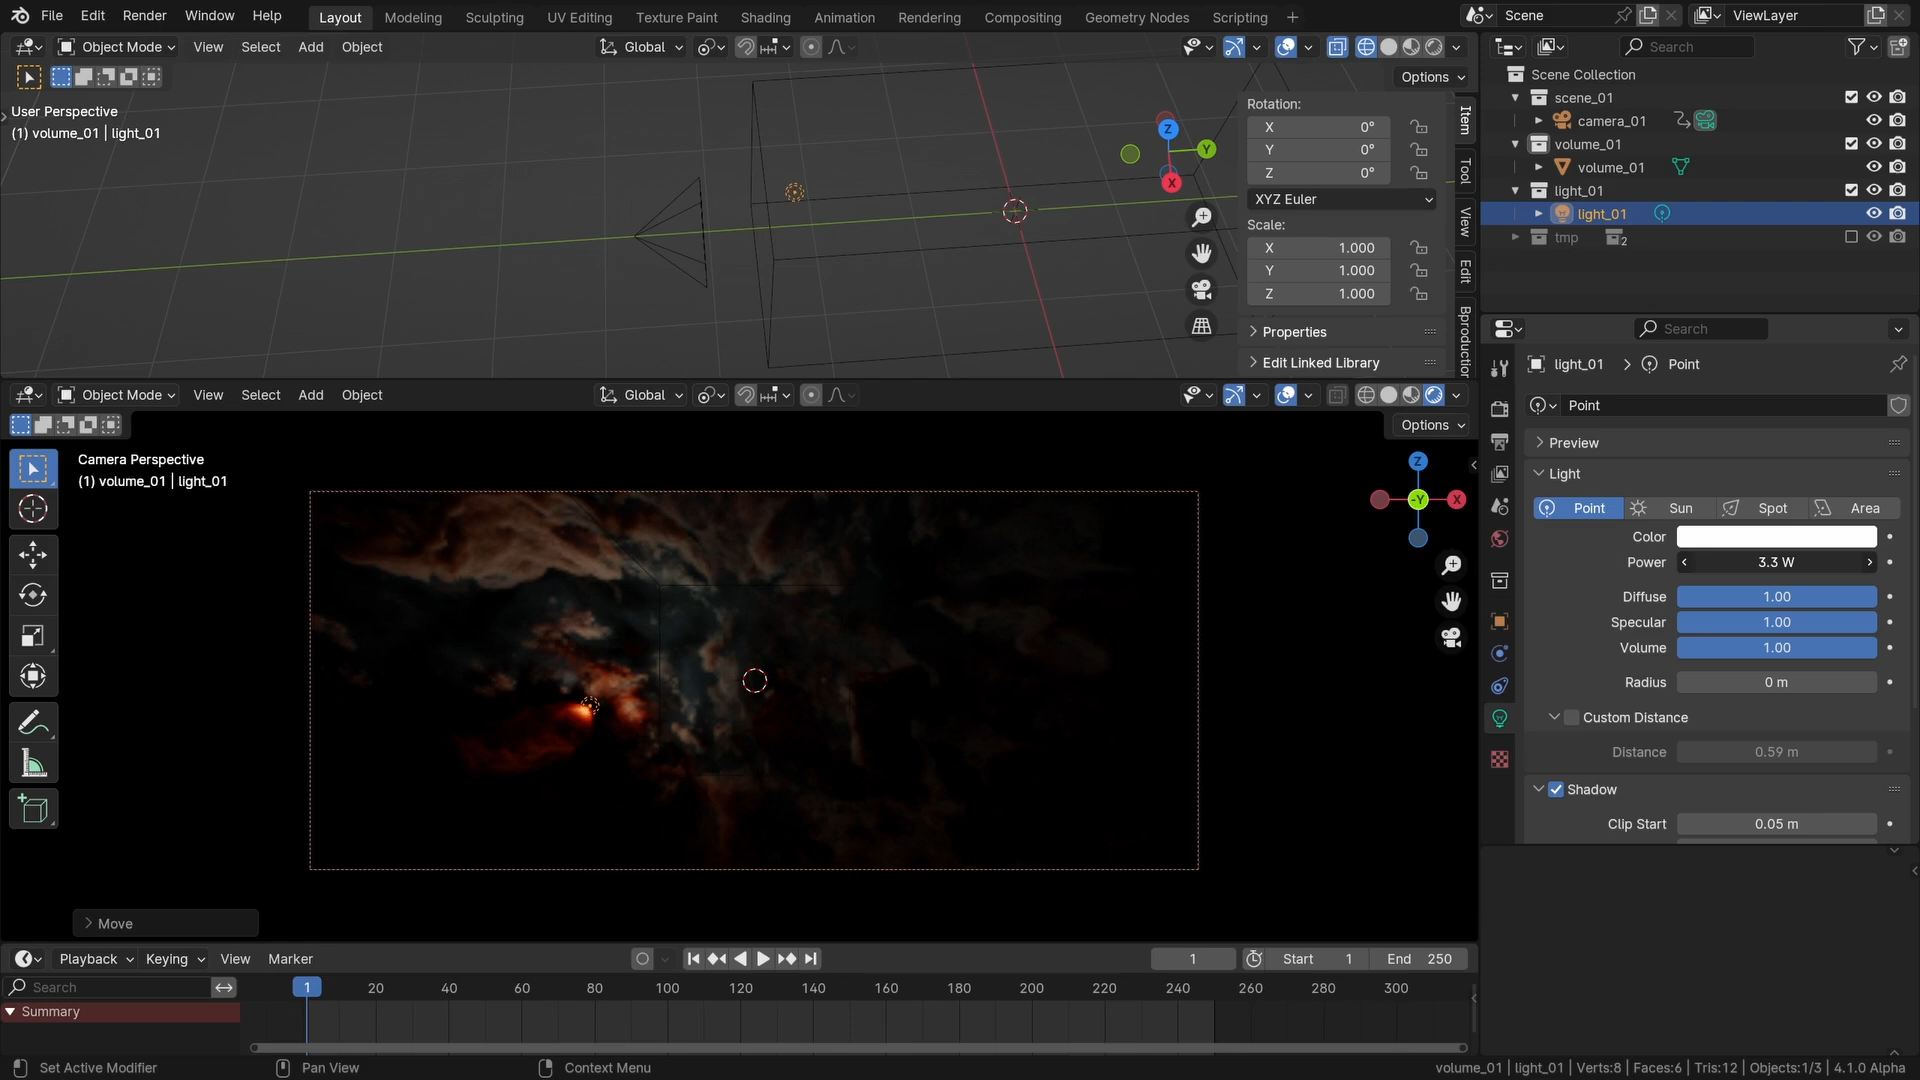 File Edit Render Window Help Layout Modeling Sculpting UV Editing Texture Paint Shading Animation Rendering Compositing Geometry Nodes Scripting + Scene ViewLayer
Object Mode View Select Add Object Global Search
Options
User Perspective
(1) volume_01 | light_01
Rotation:
X 0°
Y 0°
Z 0°
XYZ Euler
Scale:
X 1.000
Y 1.000
Z 1.000
Properties
Edit Linked Library
Item
Tool
View
Edit
Bproduction
Z
Y
X
Scene Collection
scene_01
camera_01
volume_01
volume_01
light_01
light_01
tmp 2
Object Mode View Select Add Object Global
Options
Camera Perspective
(1) volume_01 | light_01
Z
-Y
X
Move
Search
light_01 > Point
Point
Preview
Light
Point Sun Spot Area
Color
Power 3.3 W
Diffuse 1.00
Specular 1.00
Volume 1.00
Radius 0 m
Custom Distance
Distance 0.59 m
Shadow
Clip Start 0.05 m
Playback Keying View Marker 1 Start 1 End 250
Search 1 20 40 60 80 100 120 140 160 180 200 220 240 260 280 300
Summary
Set Active Modifier Pan View Context Menu volume_01 | light_01 | Verts:8 | Faces:6 | Tris:12 | Objects:1/3 | 4.1.0 Alpha